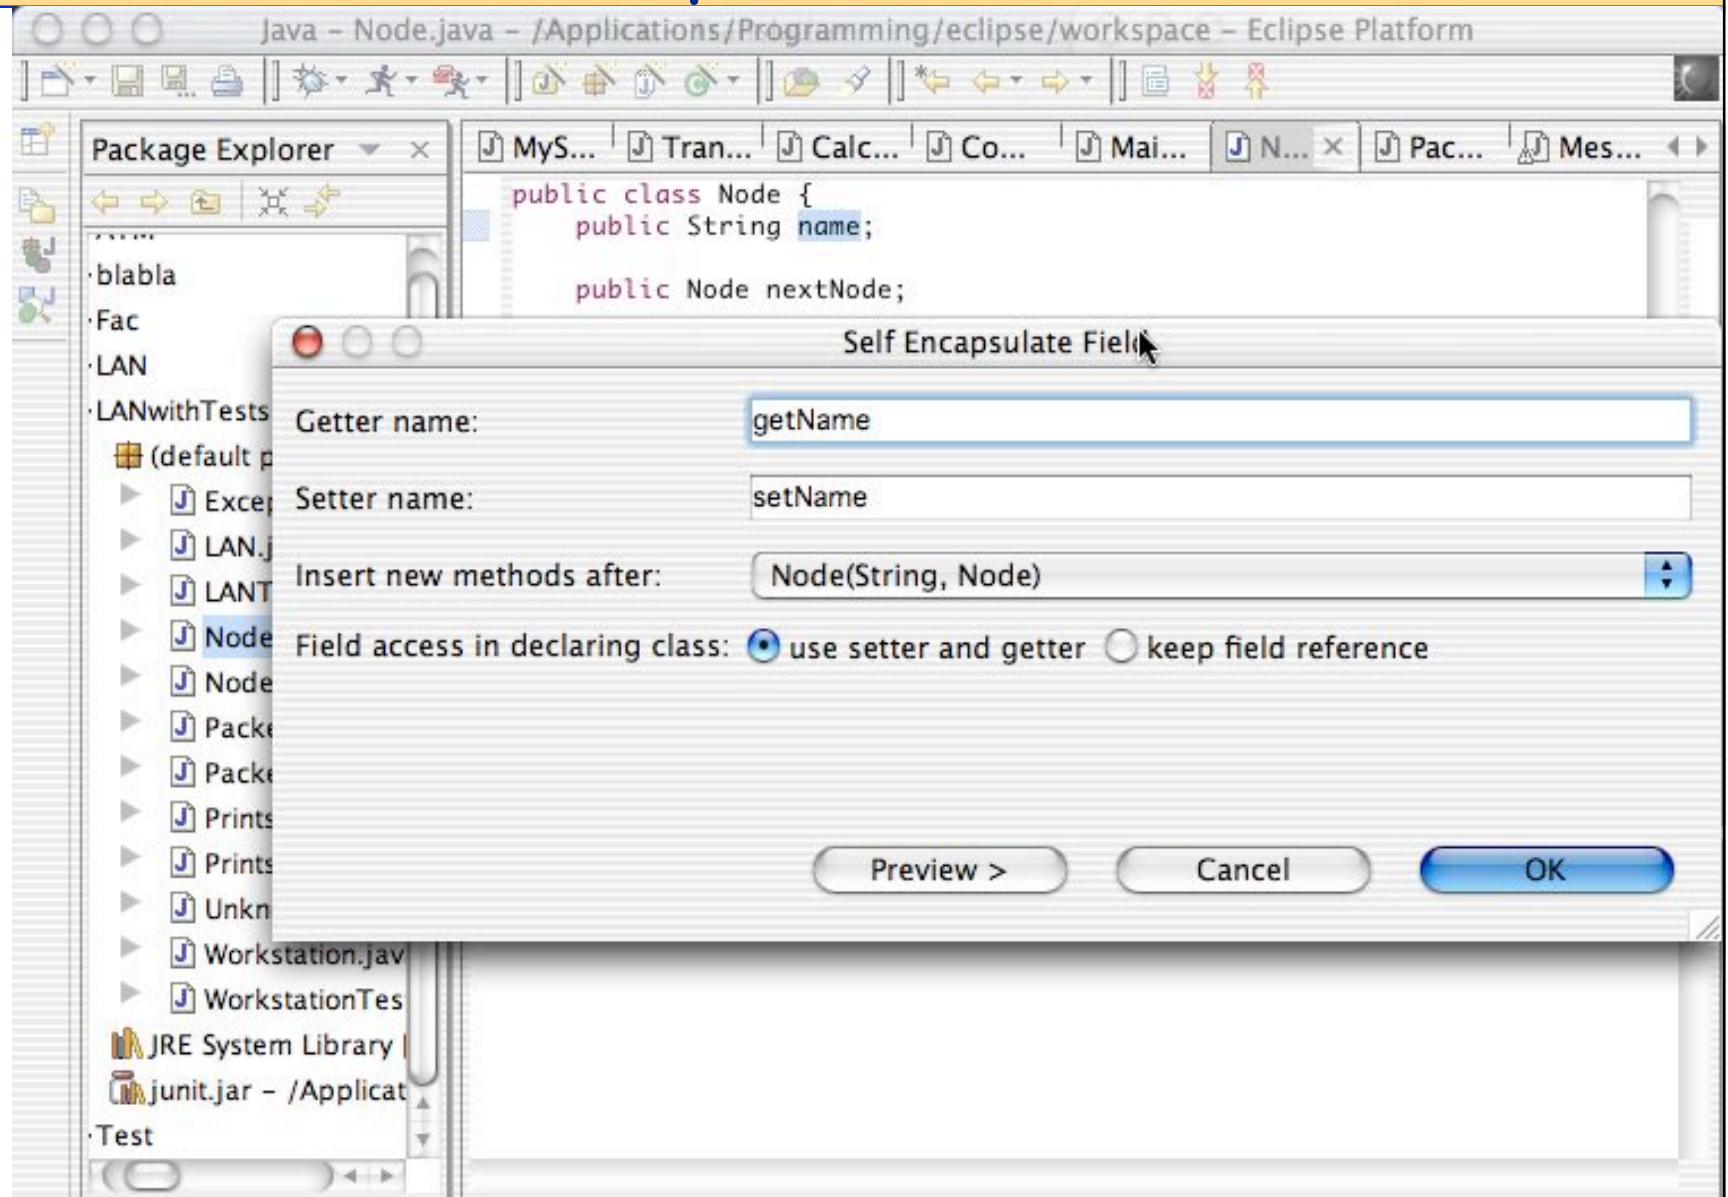 Java – Node.java – /Applications/Programming/eclipse/workspace – Eclipse Platform
Package Explorer
MyS... Tran... Calc... Co... Mai... N... Pac... Mes...
public class Node {
public String name;
public Node nextNode;
blabla
Fac
LAN
LANwithTests
(default p
Excep
LAN.j
LANT
Node
Node
Packe
Packe
Prints
Prints
Unkn
Workstation.jav
WorkstationTes
JRE System Library
junit.jar – /Applicat
Test
Self Encapsulate Field
Getter name: getName
Setter name: setName
Insert new methods after: Node(String, Node)
Field access in declaring class: use setter and getter keep field reference
Preview > Cancel OK